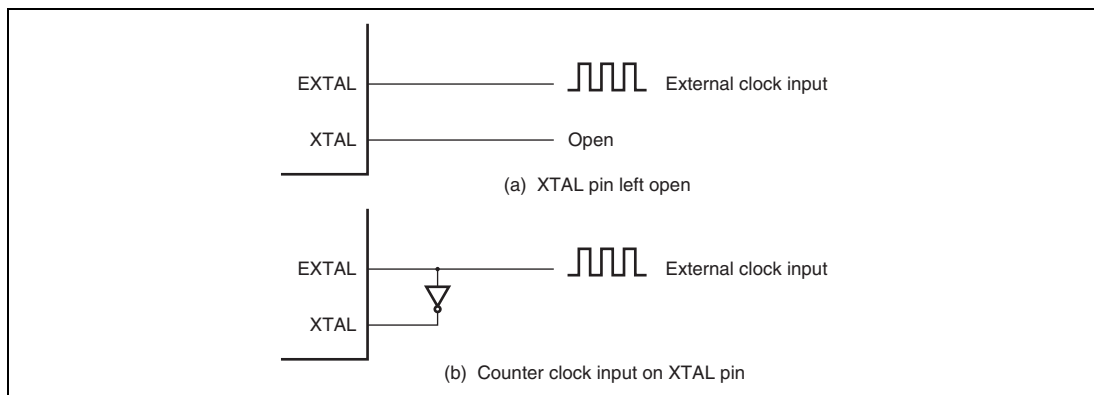 EXTAL External clock input
XTAL Open
(a) XTAL pin left open
EXTAL External clock input
XTAL
(b) Counter clock input on XTAL pin